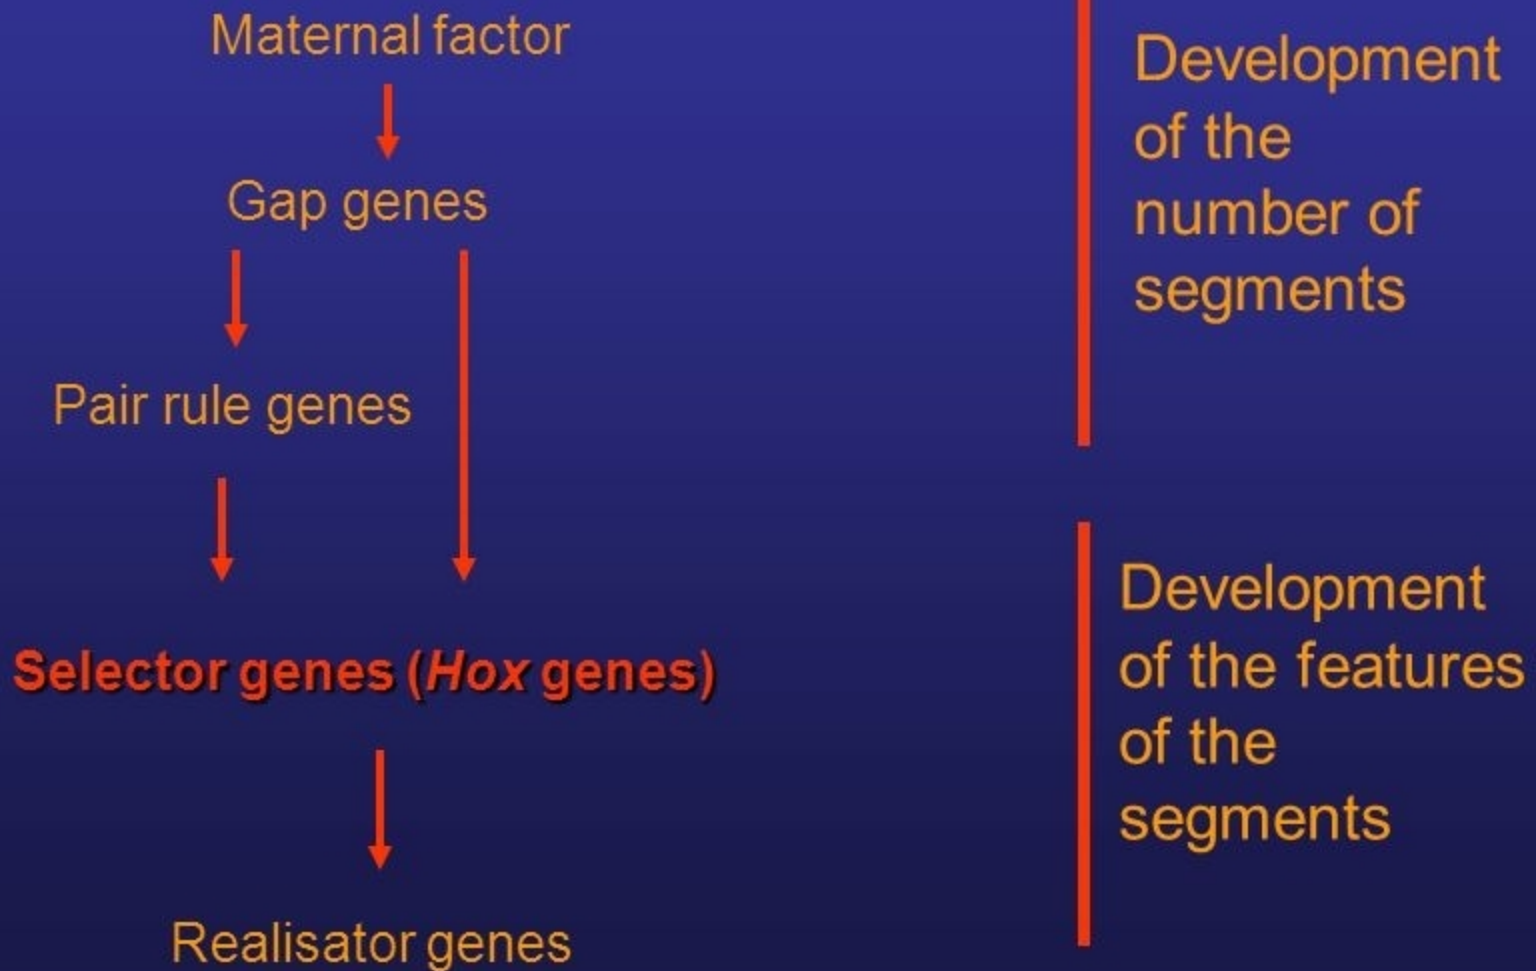 Maternal factor
Gap genes
Pair rule genes
Selector genes (Hox genes)
Realisator genes
Development
of the
number of
segments
Development
of the features
of the
segments